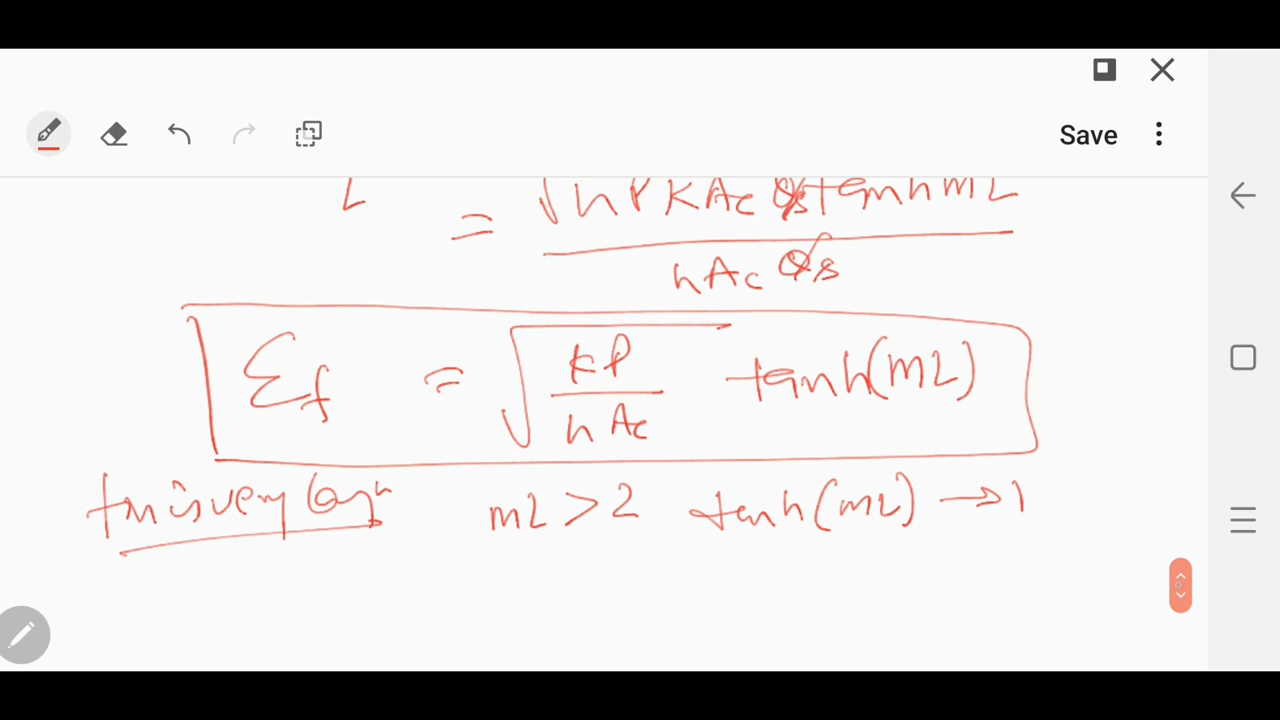 Save
L = √hPKAc θs tanh mL
hAc θs
Ef = √(kP / hAc) tanh(mL)
fin is very long mL > 2 tanh(mL) → 1